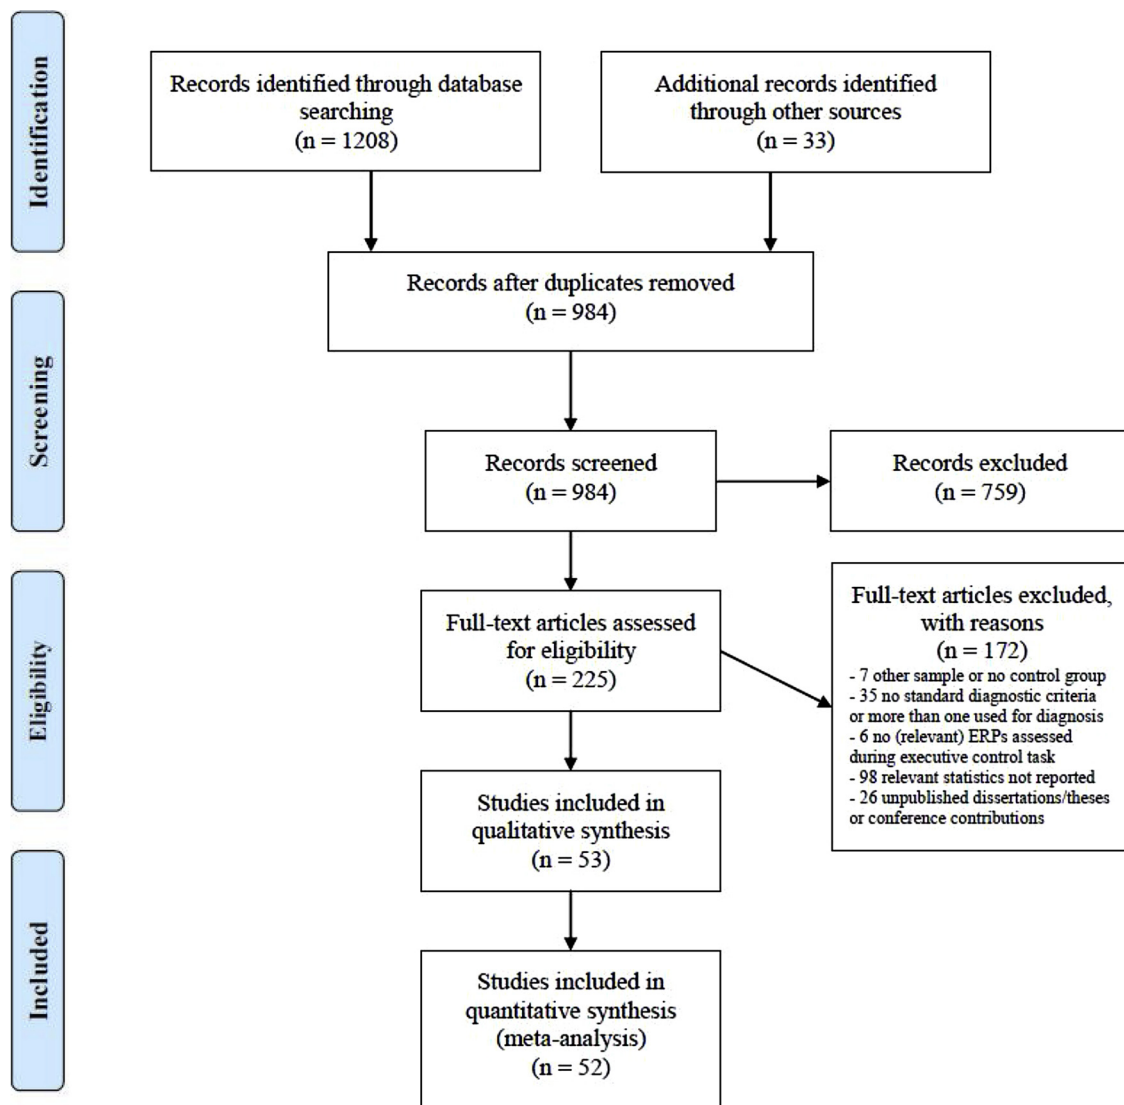 Identification
Records identified through database
searching
(n = 1208)
Additional records identified
through other sources
(n = 33)
Records after duplicates removed
(n = 984)
Screening
Records screened
(n = 984)
Records excluded
(n = 759)
Eligibility
Full-text articles assessed
for eligibility
(n = 225)
Full-text articles excluded,
with reasons
(n = 172)
- 7 other sample or no control group
- 35 no standard diagnostic criteria
or more than one used for diagnosis
- 6 no (relevant) ERPs assessed
during executive control task
- 98 relevant statistics not reported
- 26 unpublished dissertations/theses
or conference contributions
Studies included in
qualitative synthesis
(n = 53)
Included
Studies included in
quantitative synthesis
(meta-analysis)
(n = 52)